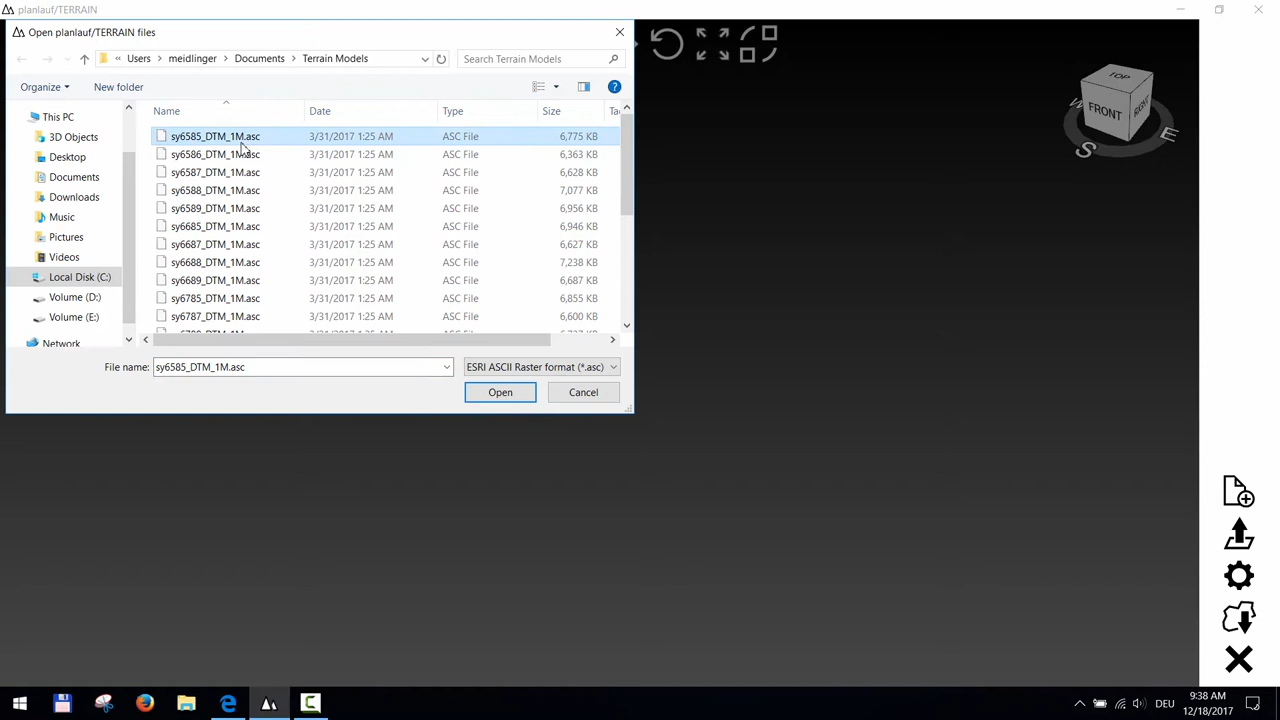 planlauf/TERRAIN
Open planlauf/TERRAIN files
« Users > meidlinger > Documents > Terrain Models
Search Terrain Models
Organize
New folder
Name Date Type Size
This PC
3D Objects
Desktop
Documents
Downloads
Music
Pictures
Videos
Local Disk (C:)
Volume (D:)
Volume (E:)
Network
sy6585_DTM_1M.asc 3/31/2017 1:25 AM ASC File 6,775 KB
sy6586_DTM_1M.asc 3/31/2017 1:25 AM ASC File 6,363 KB
sy6587_DTM_1M.asc 3/31/2017 1:25 AM ASC File 6,628 KB
sy6588_DTM_1M.asc 3/31/2017 1:25 AM ASC File 7,077 KB
sy6589_DTM_1M.asc 3/31/2017 1:25 AM ASC File 6,956 KB
sy6685_DTM_1M.asc 3/31/2017 1:25 AM ASC File 6,946 KB
sy6687_DTM_1M.asc 3/31/2017 1:25 AM ASC File 6,627 KB
sy6688_DTM_1M.asc 3/31/2017 1:25 AM ASC File 7,238 KB
sy6689_DTM_1M.asc 3/31/2017 1:25 AM ASC File 6,687 KB
sy6785_DTM_1M.asc 3/31/2017 1:25 AM ASC File 6,855 KB
sy6787_DTM_1M.asc 3/31/2017 1:25 AM ASC File 6,600 KB
File name: sy6585_DTM_1M.asc
ESRI ASCII Raster format (*.asc)
Open
Cancel
TOP
FRONT
RIGHT
W
S
E
DEU
9:38 AM
12/18/2017